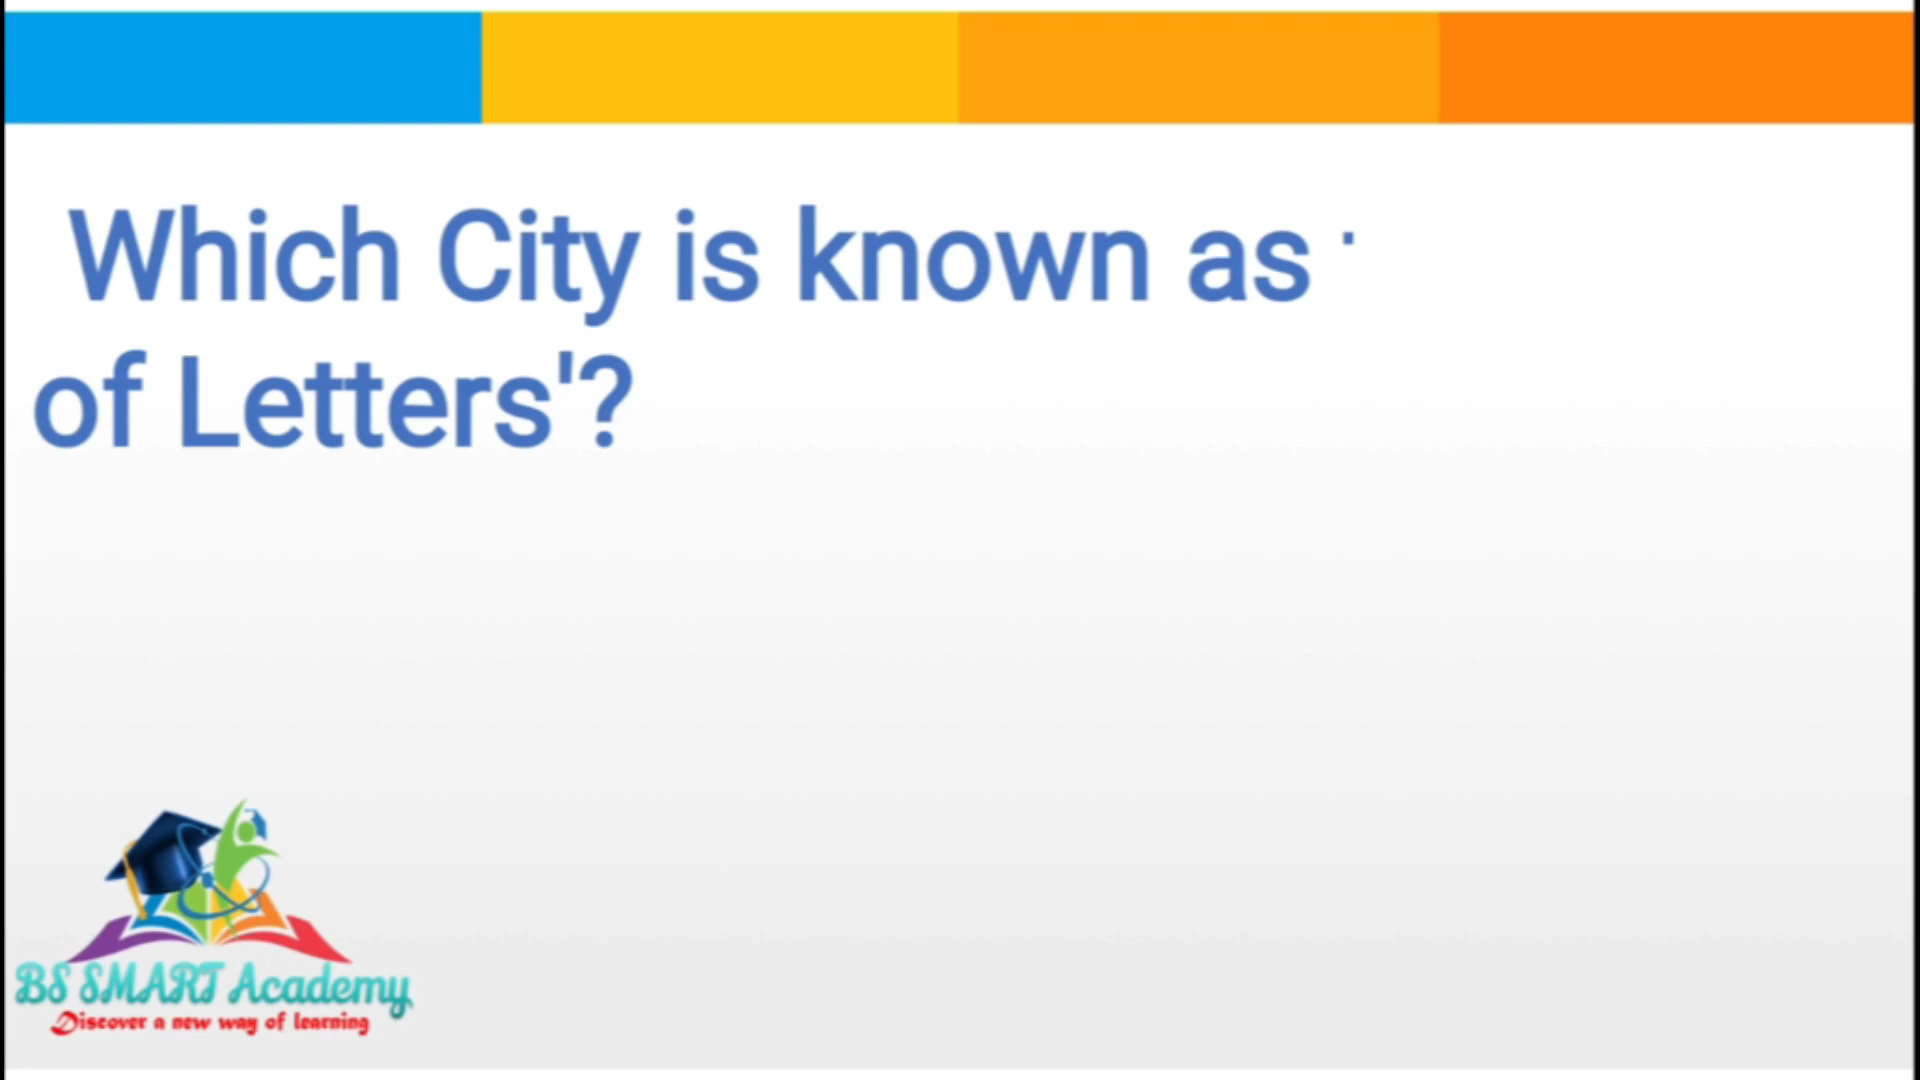 Which City is known as
of Letters'?
BS SMART Academy
Discover a new way of learning